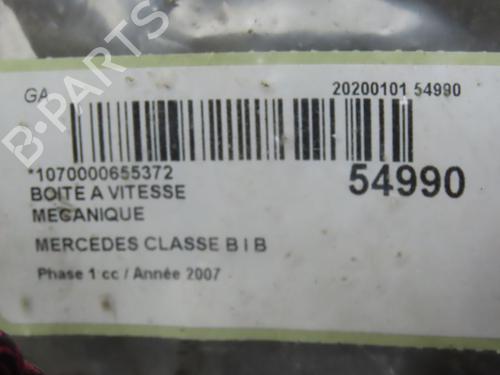 GA
20200101 54990
*1070000655372
54990
BOITE A VITESSE
MECANIQUE
MERCEDES CLASSE B I B
Phase 1 cc / Année 2007
B-PARTS